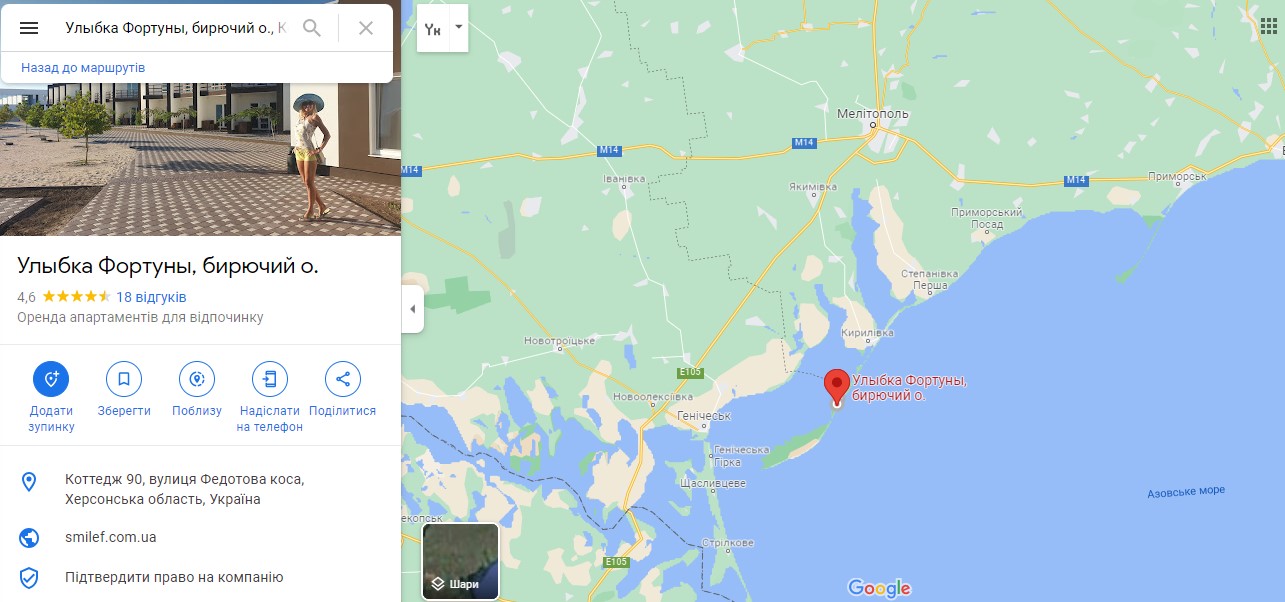 Улыбка Фортуны, бирючий о., К
Назад до маршрутів
Улыбка Фортуны, бирючий о.
4,6
18 відгуків
Оренда апартаментів для відпочинку
Додати зупинку
Зберегти
Поблизу
Надіслати на телефон
Поділитися
Коттедж 90, вулиця Федотова коса,
Херсонська область, Україна
smilef.com.ua
Підтвердити право на компанію
Мелітополь
M14
M14
M14
M14
Іванівка
Якимівка
Приморськ
Приморський
Посад
Степанівка
Перша
Кирилівка
Новотроїцьке
E105
Улыбка Фортуны,
бирючий о.
Новоолексіївка
Генічеськ
Генічеська
Гірка
Щасливцеве
Азовське море
екопськ
Стрілкове
E105
Шари
Google